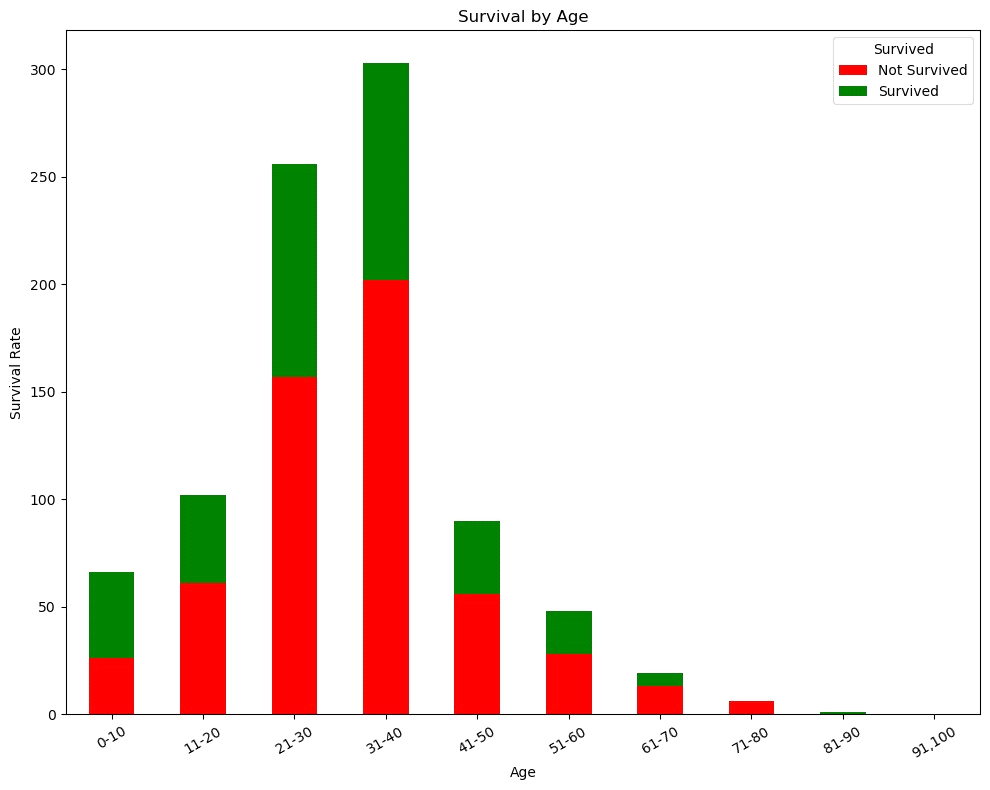 Survival by Age
Survived
Not Survived
Survived
300
250
200
150
100
50
0
Survival Rate
0-10
11-20
21-30
31-40
41-50
51-60
61-70
71-80
81-90
91,100
Age